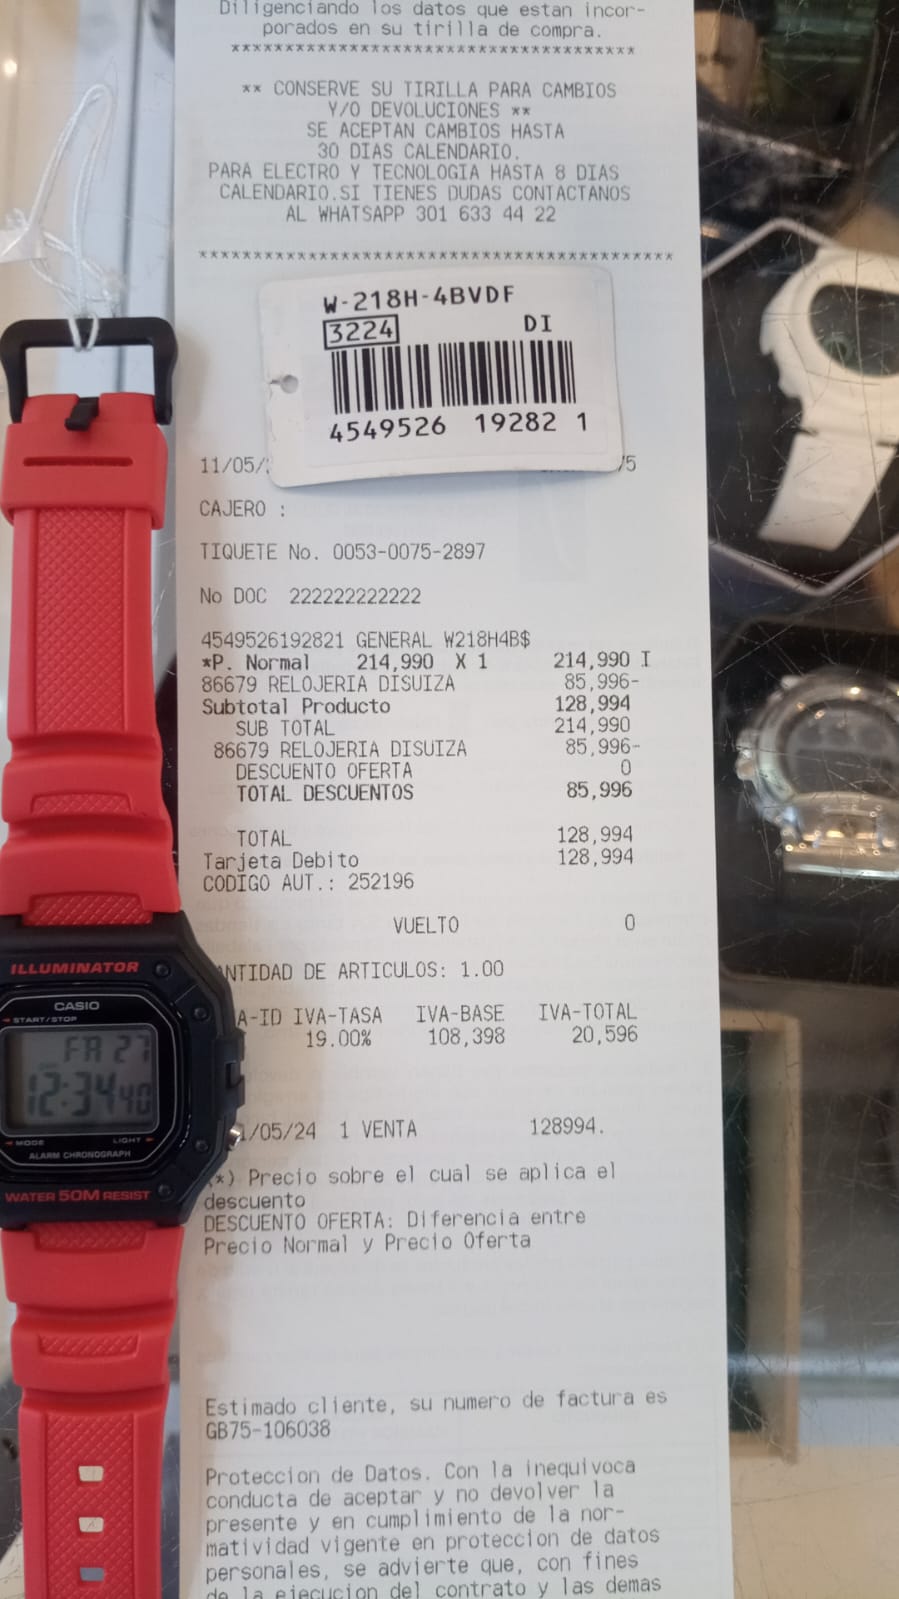 Diligenciando los datos que estan incor-
porados en su tirilla de compra.
*************************************
** CONSERVE SU TIRILLA PARA CAMBIOS
Y/O DEVOLUCIONES **
SE ACEPTAN CAMBIOS HASTA
30 DIAS CALENDARIO.
PARA ELECTRO Y TECNOLOGIA HASTA 8 DIAS
CALENDARIO.SI TIENES DUDAS CONTACTANOS
AL WHATSAPP 301 633 44 22
*******************************************
W-218H-4BVDF
3224 DI
4549526 19282 1
11/05/ 75
CAJERO :
TIQUETE No. 0053-0075-2897
No DOC 222222222222
4549526192821 GENERAL W218H4B$
*P. Normal 214,990 X 1 214,990 I
86679 RELOJERIA DISUIZA 85,996-
Subtotal Producto 128,994
SUB TOTAL 214,990
86679 RELOJERIA DISUIZA 85,996-
DESCUENTO OFERTA 0
TOTAL DESCUENTOS 85,996
TOTAL 128,994
Tarjeta Debito 128,994
CODIGO AUT.: 252196
VUELTO 0
ANTIDAD DE ARTICULOS: 1.00
A-ID IVA-TASA IVA-BASE IVA-TOTAL
19.00% 108,398 20,596
1/05/24 1 VENTA 128994.
*) Precio sobre el cual se aplica el
descuento
DESCUENTO OFERTA: Diferencia entre
Precio Normal y Precio Oferta
Estimado cliente, su numero de factura es
GB75-106038
Proteccion de Datos. Con la inequivoca
conducta de aceptar y no devolver la
presente y en cumplimiento de la nor-
matividad vigente en proteccion de datos
personales, se advierte que, con fines
de la ejecucion del contrato y las demas
ILLUMINATOR
CASIO
START/STOP
FR 27
12:34 40
MODE LIGHT
ALARM CHRONOGRAPH
WATER 50M RESIST